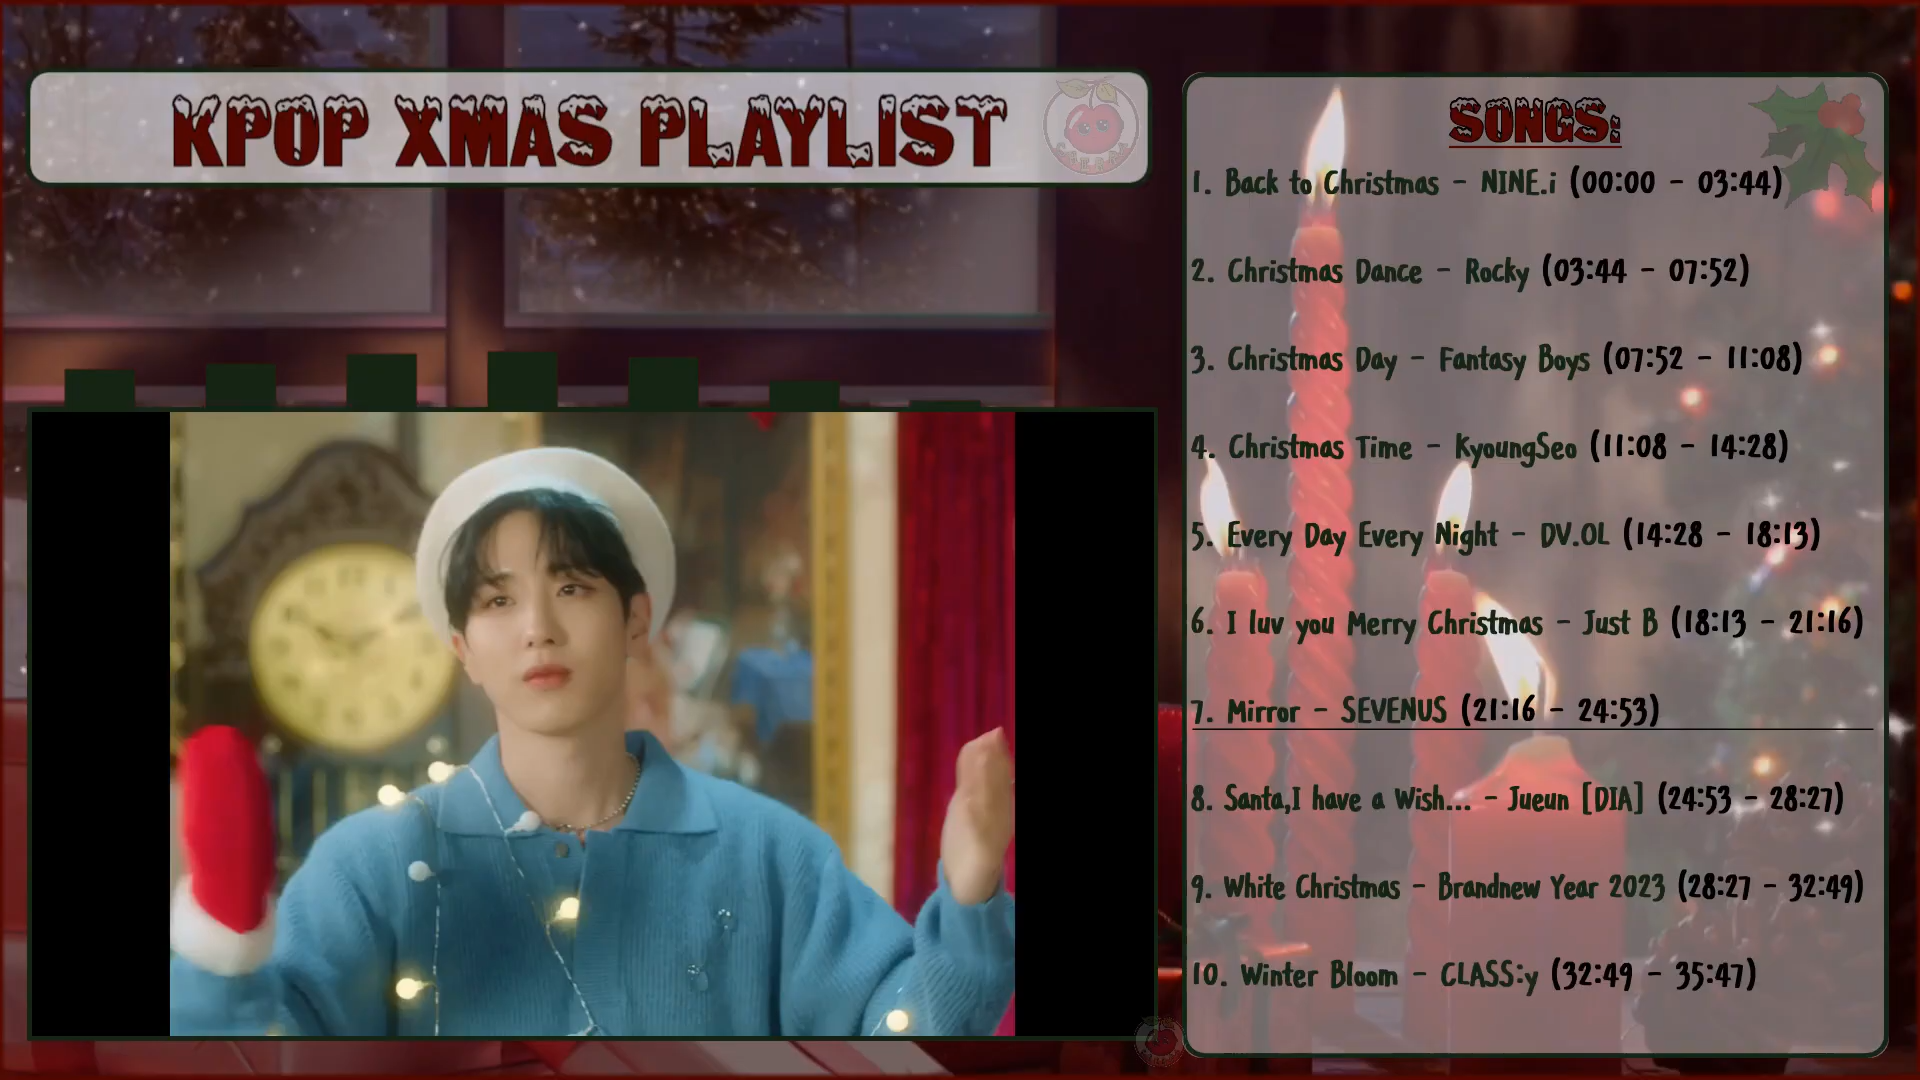 KPOP XMAS PLAYLIST
SONGS:
1. Back to Christmas - NINE.i (00:00 - 03:44)
2. Christmas Dance - Rocky (03:44 - 07:52)
3. Christmas Day - Fantasy Boys (07:52 - 11:08)
4. Christmas Time - KyoungSeo (11:08 - 14:28)
5. Every Day Every Night - DV.OL (14:28 - 18:13)
6. I luv you Merry Christmas - Just B (18:13 - 21:16)
7. Mirror - SEVENUS (21:16 - 24:53)
8. Santa,I have a Wish... - Jueun [DIA] (24:53 - 28:27)
9. White Christmas - Brandnew Year 2023 (28:27 - 32:49)
10. Winter Bloom - CLASS:y (32:49 - 35:47)